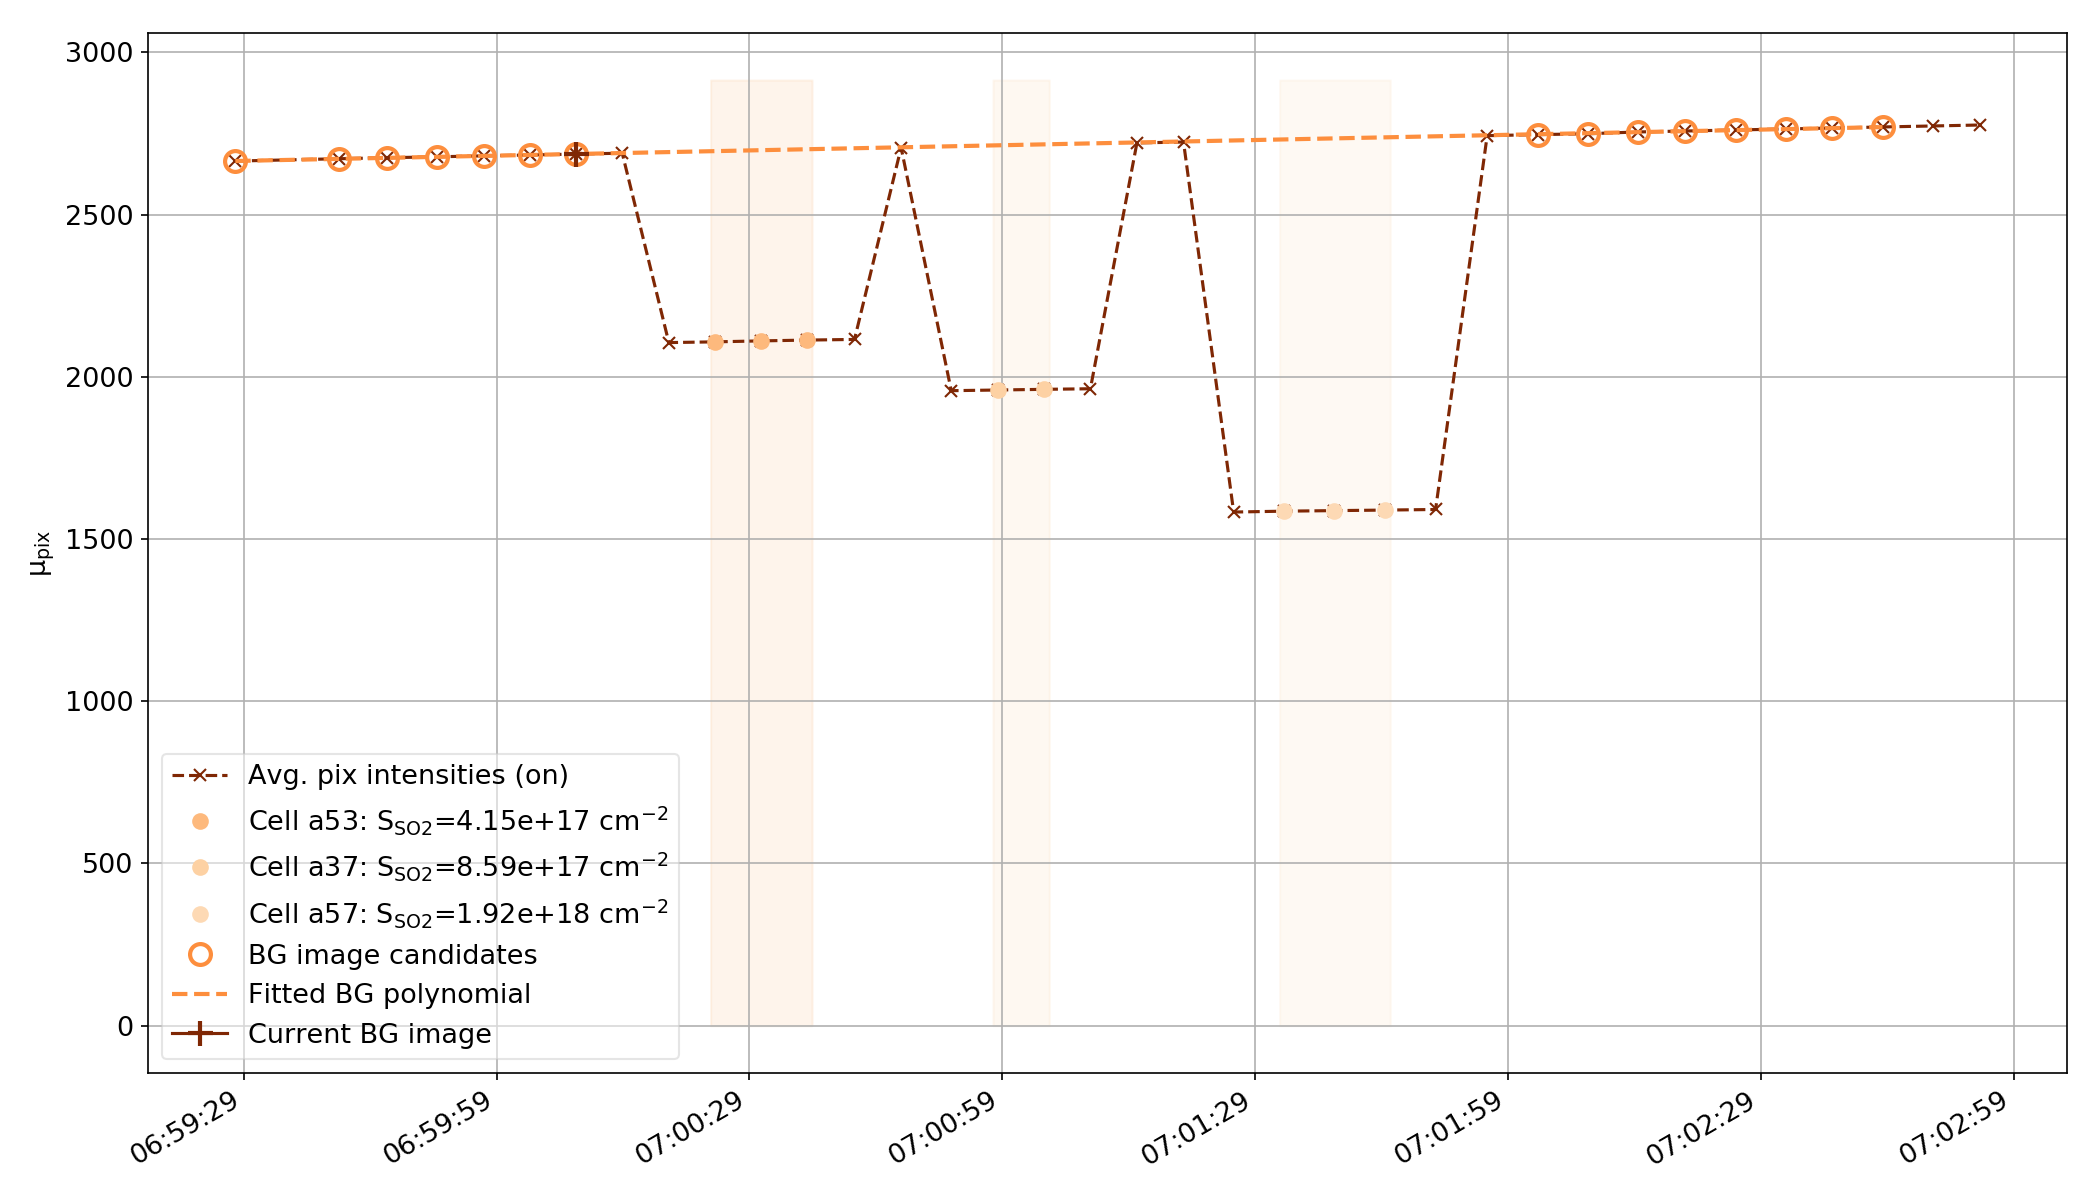 3000
2500
2000
1500
1000
500
0
μpix
Avg. pix intensities (on)
Cell a53: SSO2=4.15e+17 cm−2
Cell a37: SSO2=8.59e+17 cm−2
Cell a57: SSO2=1.92e+18 cm−2
BG image candidates
Fitted BG polynomial
Current BG image
06:59:29
06:59:59
07:00:29
07:00:59
07:01:29
07:01:59
07:02:29
07:02:59